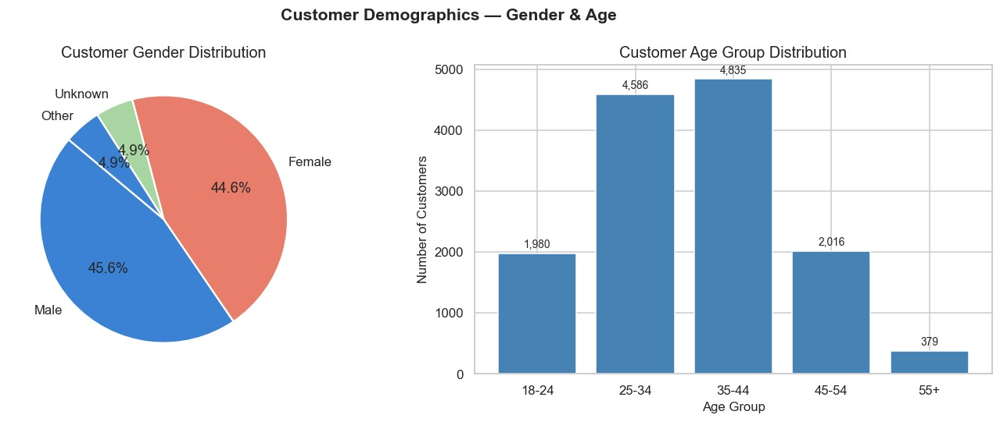 Customer Demographics — Gender & Age
Customer Gender Distribution
Unknown
Other
4.9%
4.9%
Female
44.6%
45.6%
Male
Customer Age Group Distribution
Number of Customers
5000
4000
3000
2000
1000
0
1,980
4,586
4,835
2,016
379
18-24
25-34
35-44
45-54
55+
Age Group